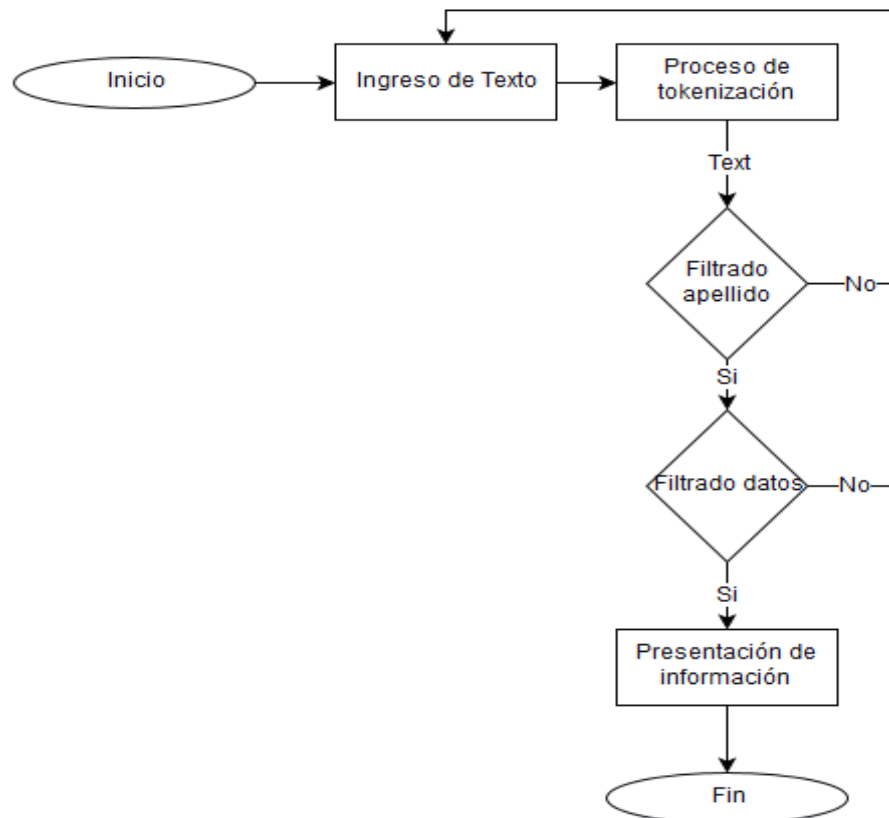 Inicio
Ingreso de Texto
Proceso de
tokenización
Text
Filtrado
apellido
No
Si
Filtrado datos
No
Si
Presentación de
información
Fin